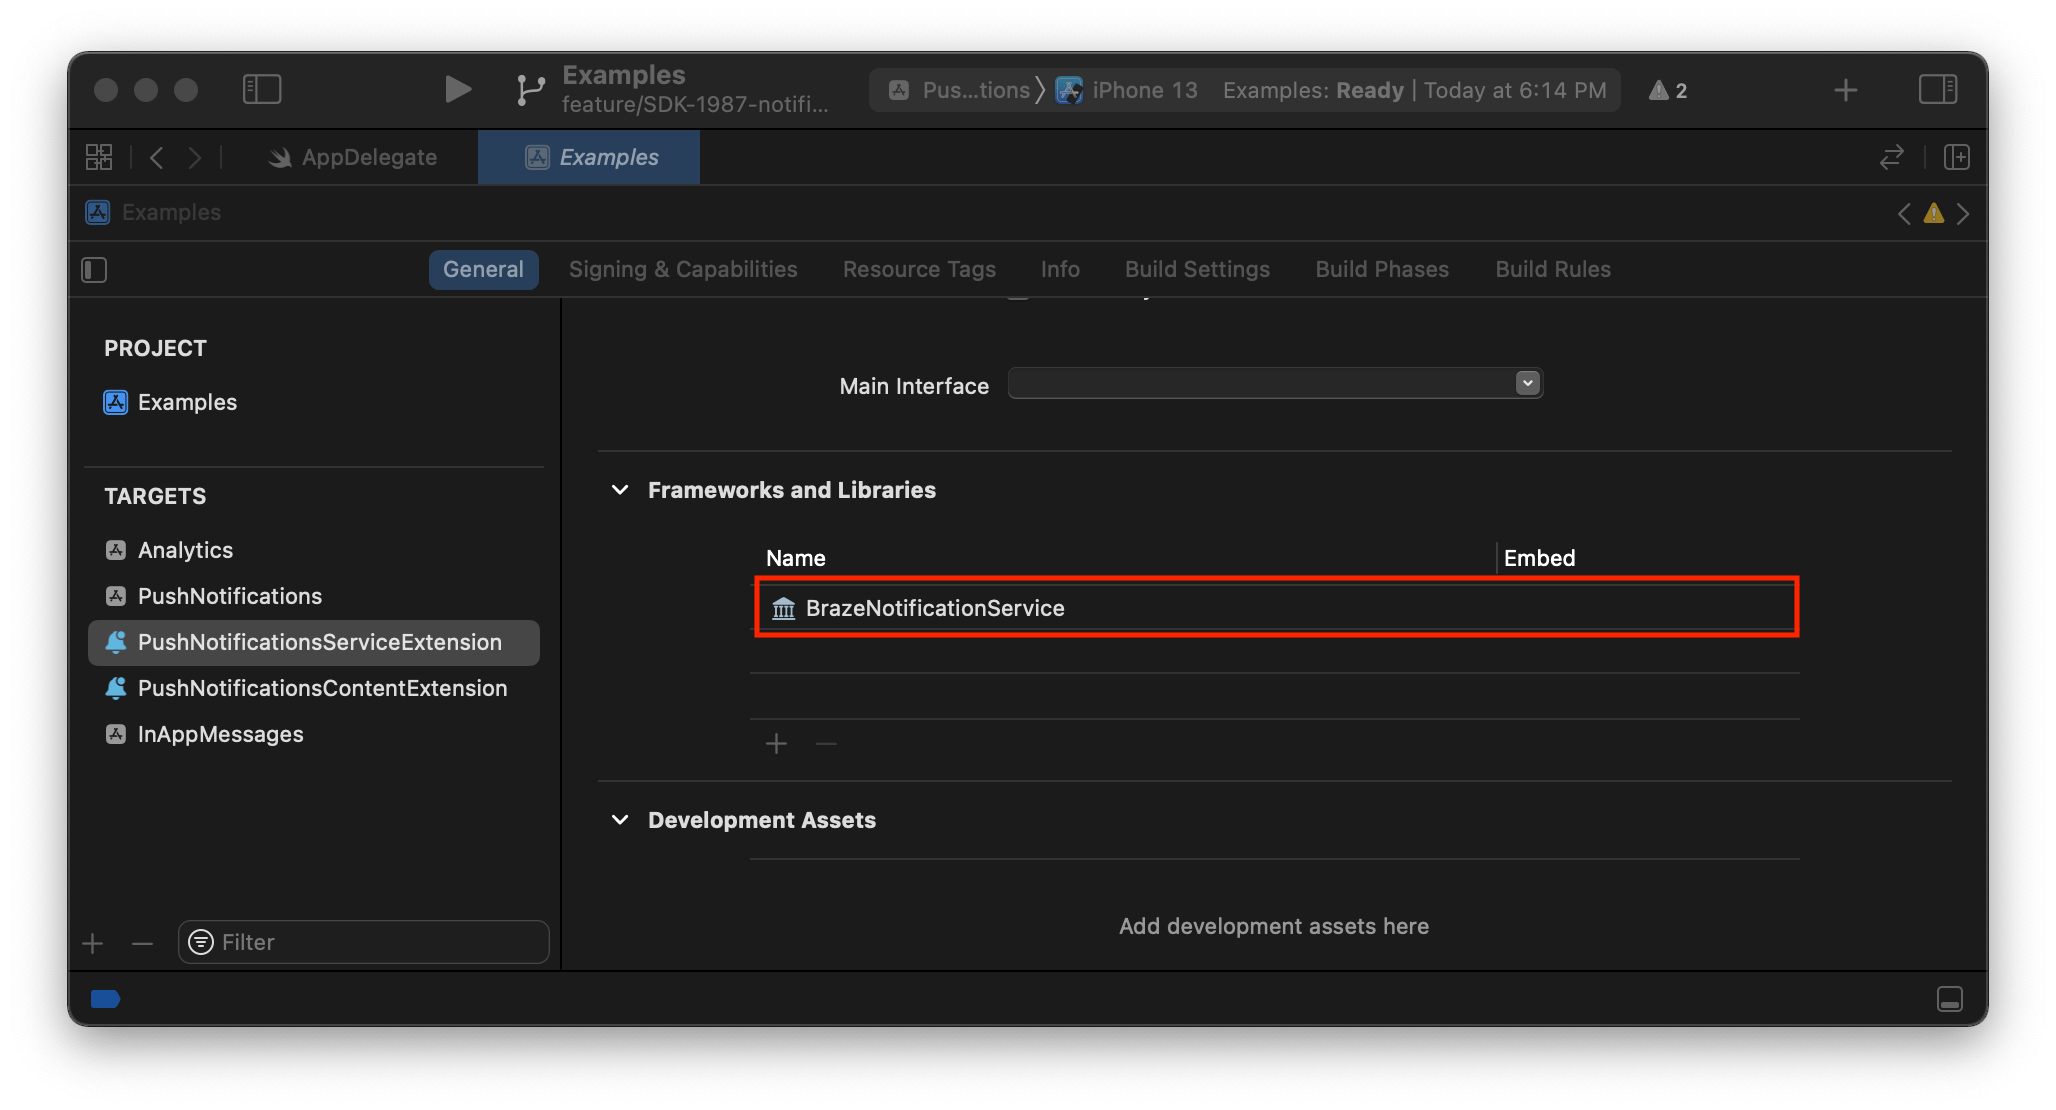 Examples
feature/SDK-1987-notifi...
Pus...tions
iPhone 13
Examples: Ready | Today at 6:14 PM
2
AppDelegate
Examples
Examples
General
Signing & Capabilities
Resource Tags
Info
Build Settings
Build Phases
Build Rules
PROJECT
Examples
TARGETS
Analytics
PushNotifications
PushNotificationsServiceExtension
PushNotificationsContentExtension
InAppMessages
Filter
Main Interface
Frameworks and Libraries
Name
Embed
BrazeNotificationService
Development Assets
Add development assets here